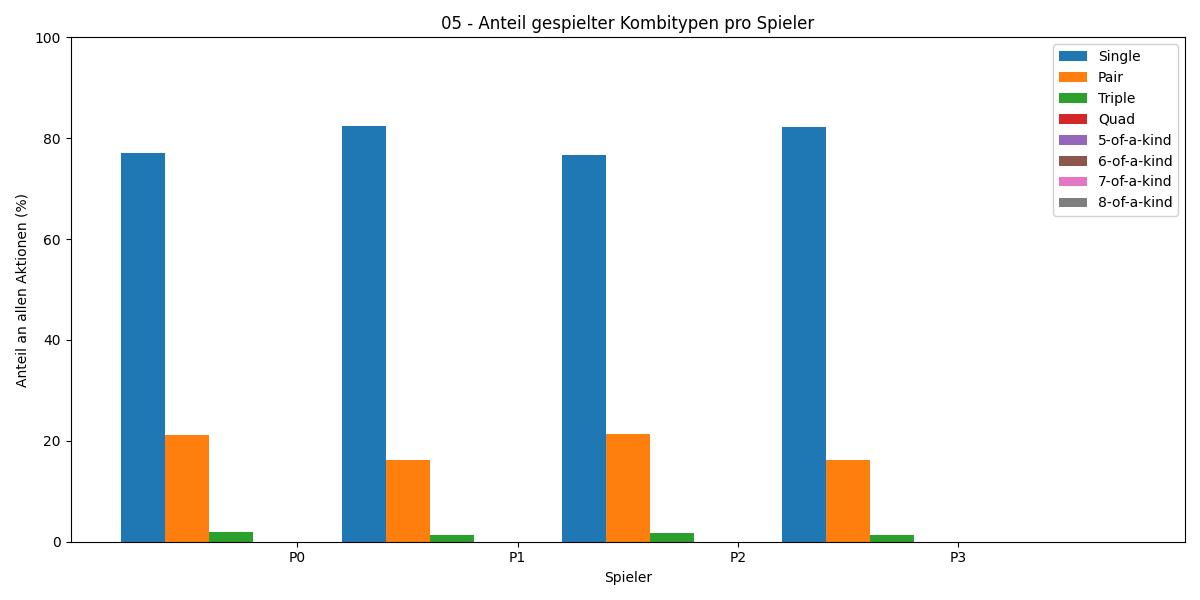 05 - Anteil gespielter Kombitypen pro Spieler
Anteil an allen Aktionen (%)
100
80
60
40
20
0
P0
P1
P2
P3
Spieler
Single
Pair
Triple
Quad
5-of-a-kind
6-of-a-kind
7-of-a-kind
8-of-a-kind